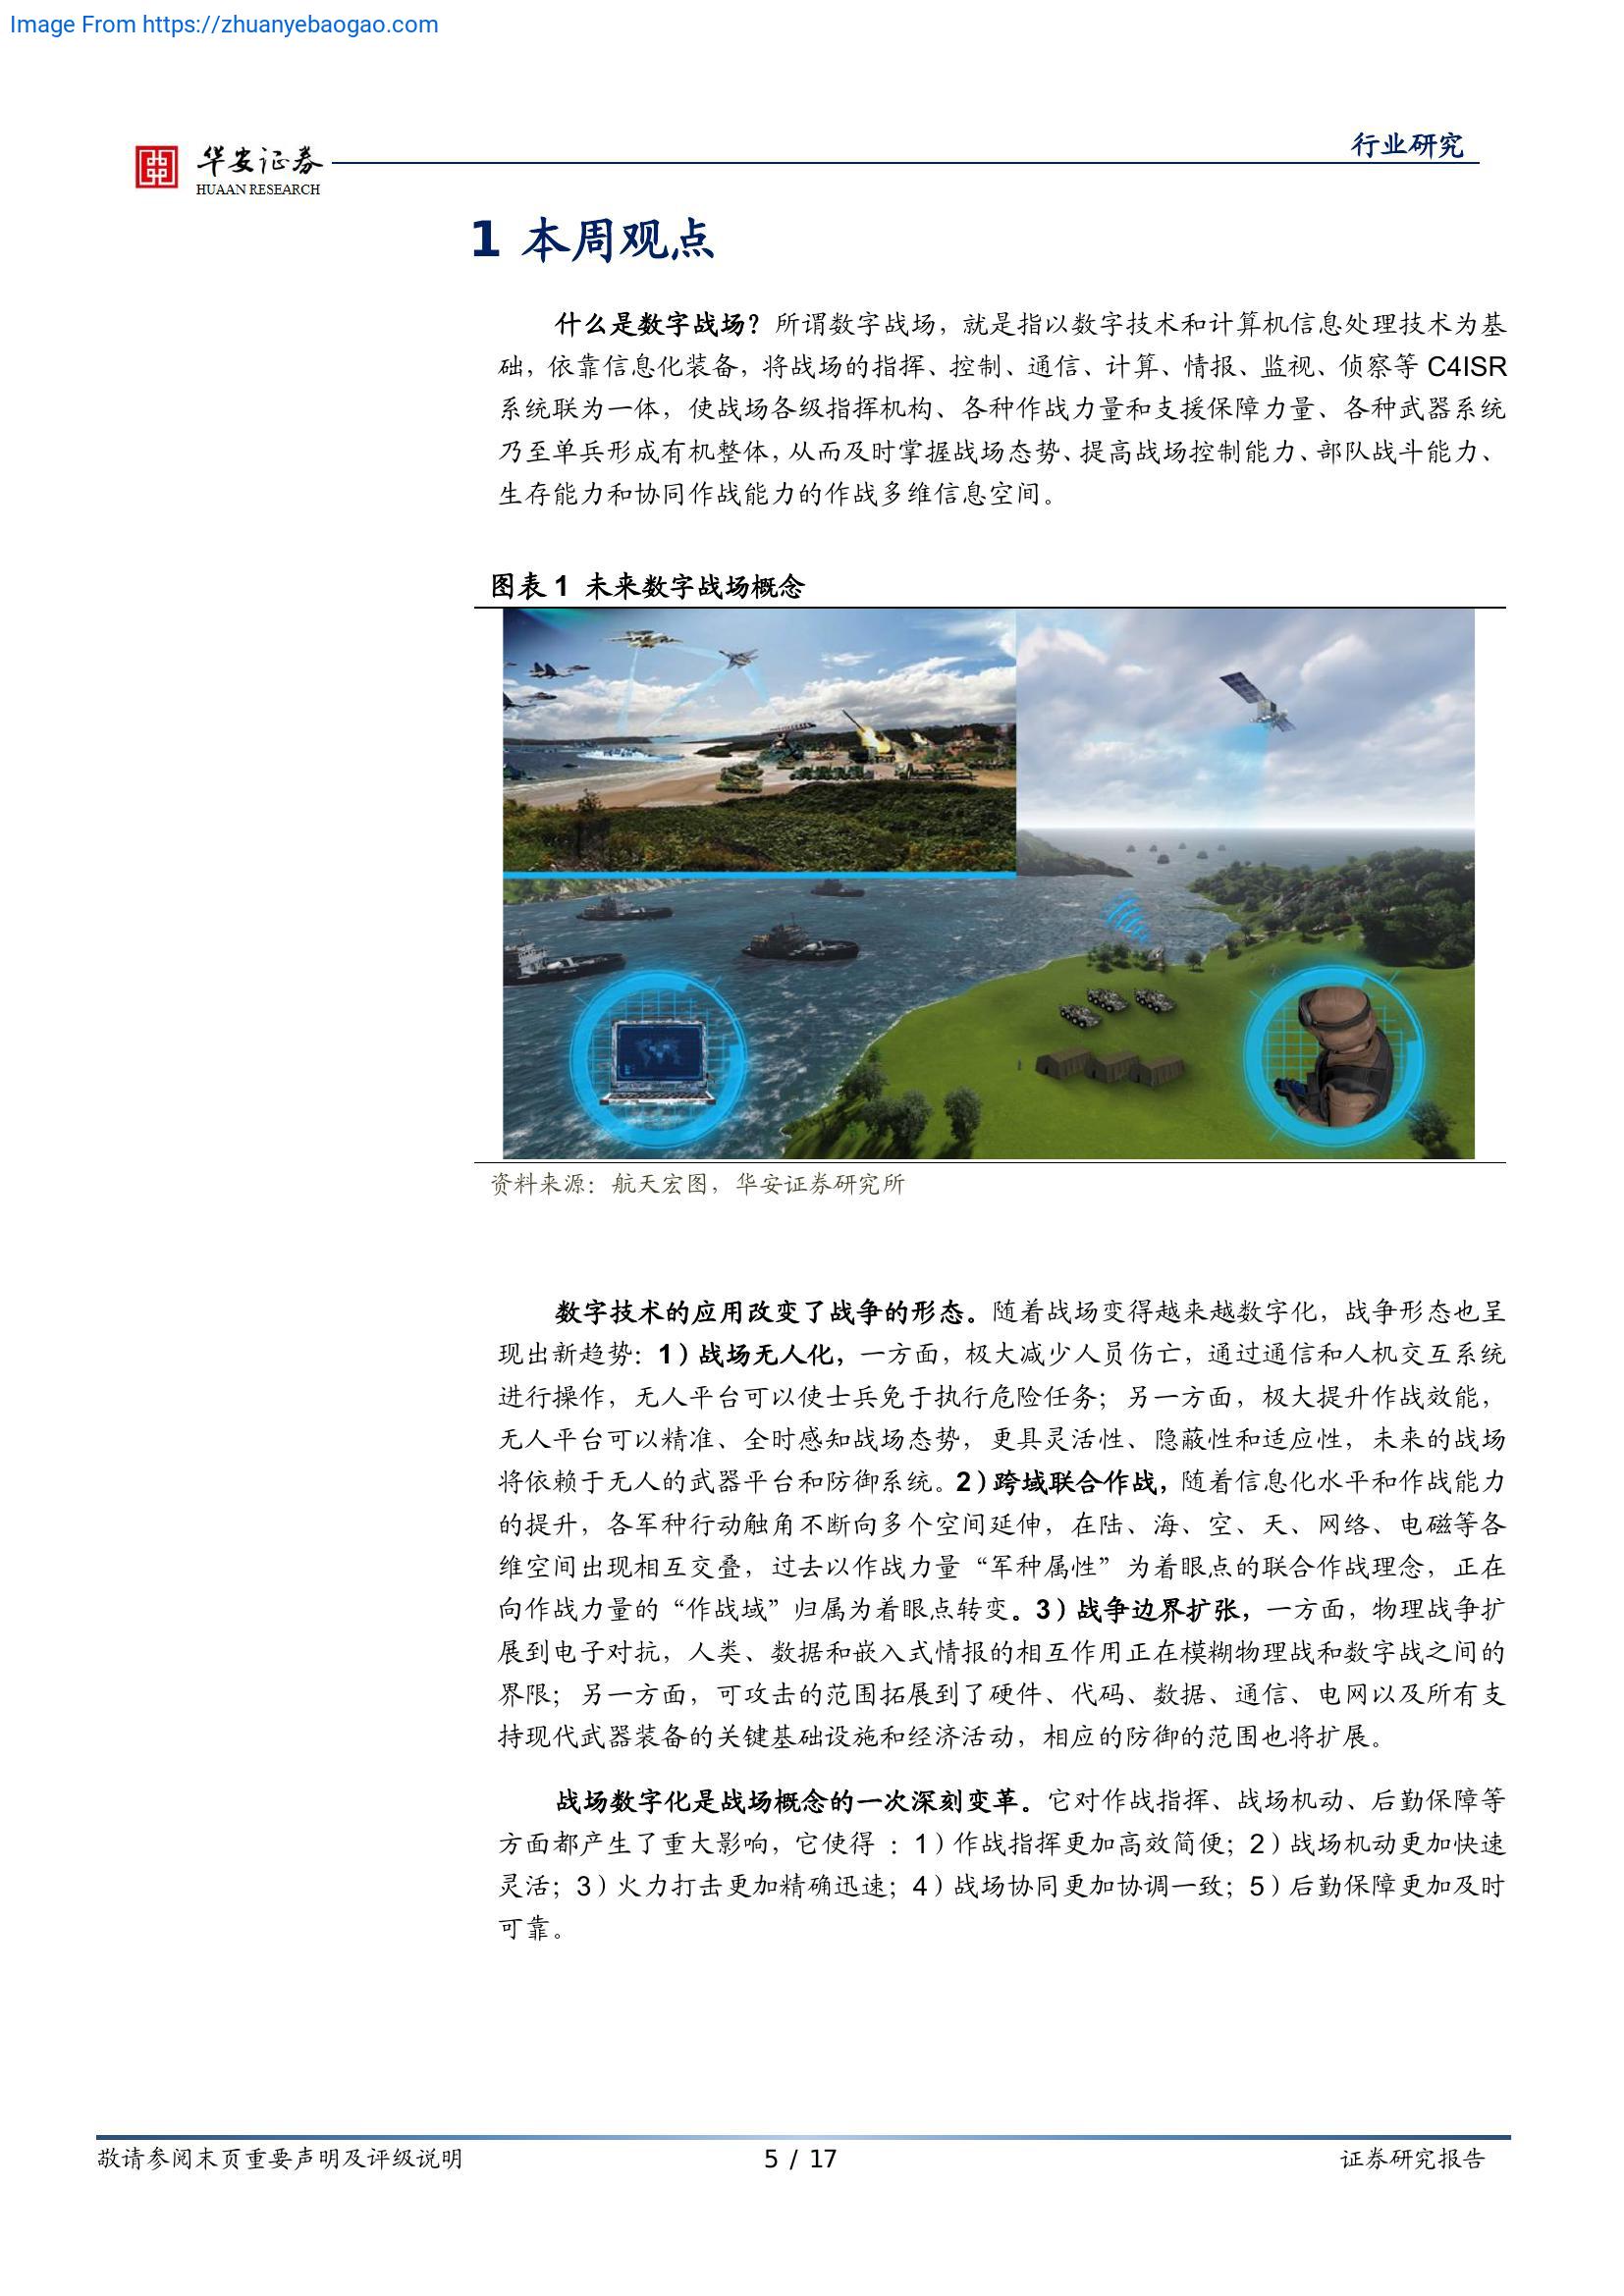 Image From https://zhuanyebaogao.com
华安证券
HUAAN RESEARCH
行业研究
1 本周观点
什么是数字战场？所谓数字战场，就是指以数字技术和计算机信息处理技术为基
础，依靠信息化装备，将战场的指挥、控制、通信、计算、情报、监视、侦察等 C4ISR
系统联为一体，使战场各级指挥机构、各种作战力量和支援保障力量、各种武器系统
乃至单兵形成有机整体，从而及时掌握战场态势、提高战场控制能力、部队战斗能力、
生存能力和协同作战能力的作战多维信息空间。
图表 1 未来数字战场概念
资料来源：航天宏图，华安证券研究所
数字技术的应用改变了战争的形态。随着战场变得越来越数字化，战争形态也呈
现出新趋势：1）战场无人化，一方面，极大减少人员伤亡，通过通信和人机交互系统
进行操作，无人平台可以使士兵免于执行危险任务；另一方面，极大提升作战效能，
无人平台可以精准、全时感知战场态势，更具灵活性、隐蔽性和适应性，未来的战场
将依赖于无人的武器平台和防御系统。2）跨域联合作战，随着信息化水平和作战能力
的提升，各军种行动触角不断向多个空间延伸，在陆、海、空、天、网络、电磁等各
维空间出现相互交叠，过去以作战力量“军种属性”为着眼点的联合作战理念，正在
向作战力量的“作战域”归属为着眼点转变。3）战争边界扩张，一方面，物理战争扩
展到电子对抗，人类、数据和嵌入式情报的相互作用正在模糊物理战和数字战之间的
界限；另一方面，可攻击的范围拓展到了硬件、代码、数据、通信、电网以及所有支
持现代武器装备的关键基础设施和经济活动，相应的防御的范围也将扩展。
战场数字化是战场概念的一次深刻变革。它对作战指挥、战场机动、后勤保障等
方面都产生了重大影响，它使得 ：1）作战指挥更加高效简便；2）战场机动更加快速
灵活；3）火力打击更加精确迅速；4）战场协同更加协调一致；5）后勤保障更加及时
可靠。
敬请参阅末页重要声明及评级说明
5 / 17
证券研究报告